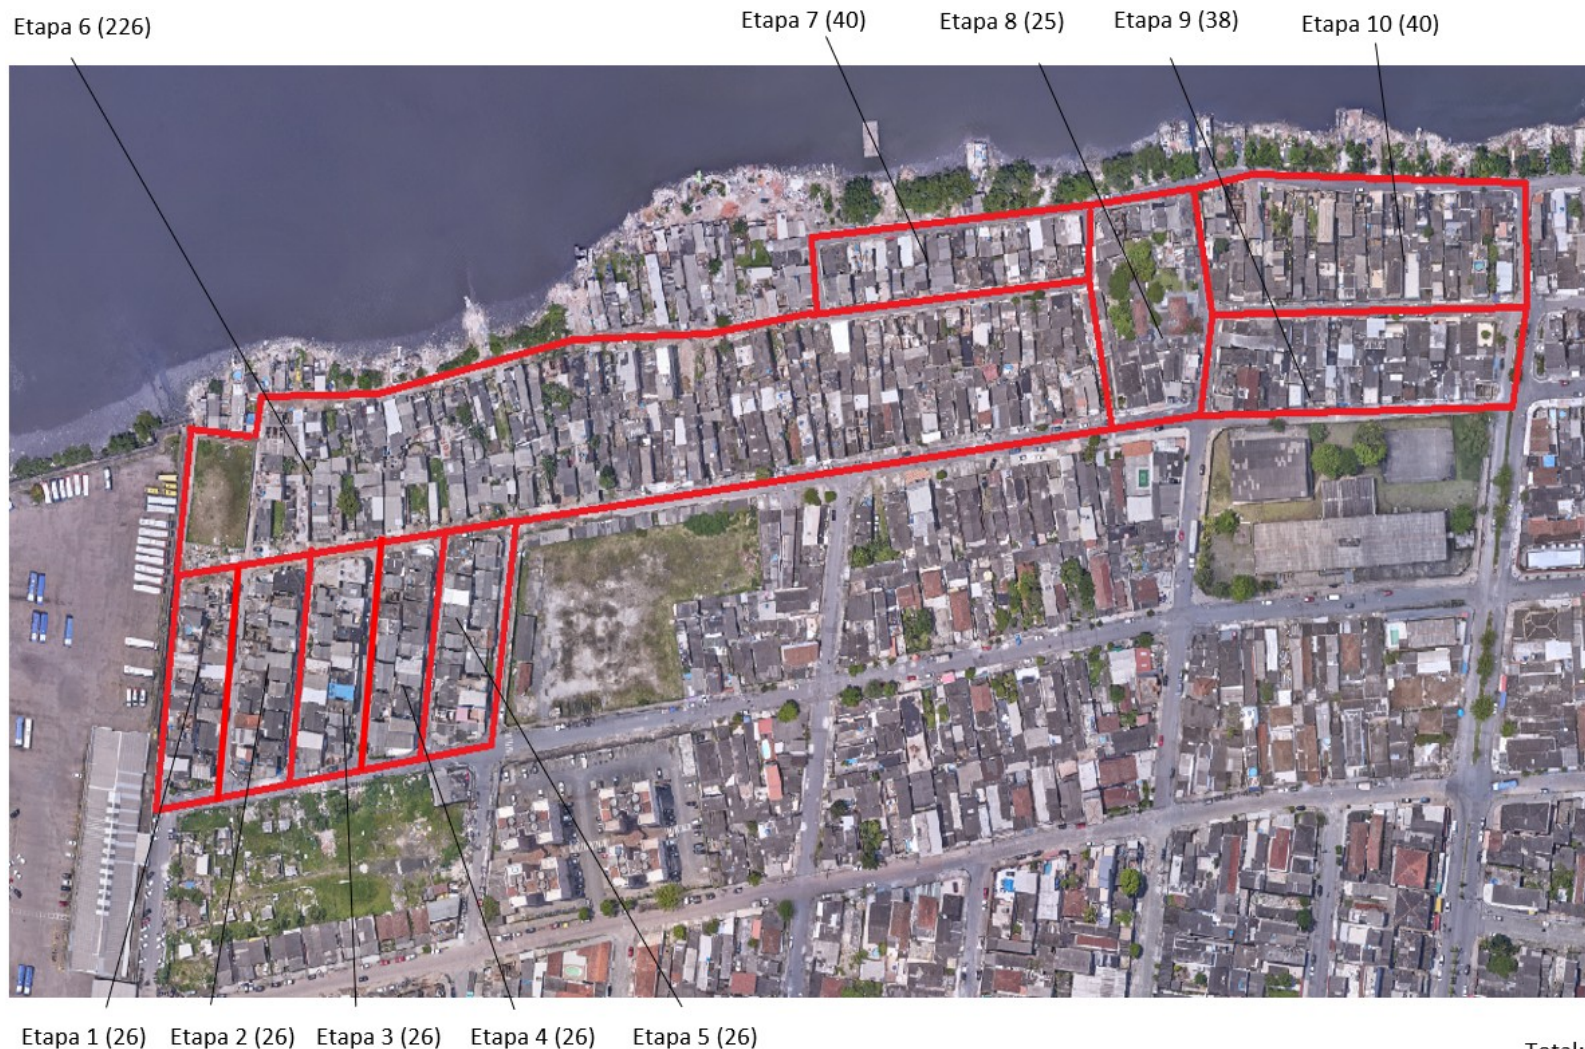 Etapa 6 (226)
Etapa 7 (40)
Etapa 8 (25)
Etapa 9 (38)
Etapa 10 (40)
Etapa 1 (26)
Etapa 2 (26)
Etapa 3 (26)
Etapa 4 (26)
Etapa 5 (26)